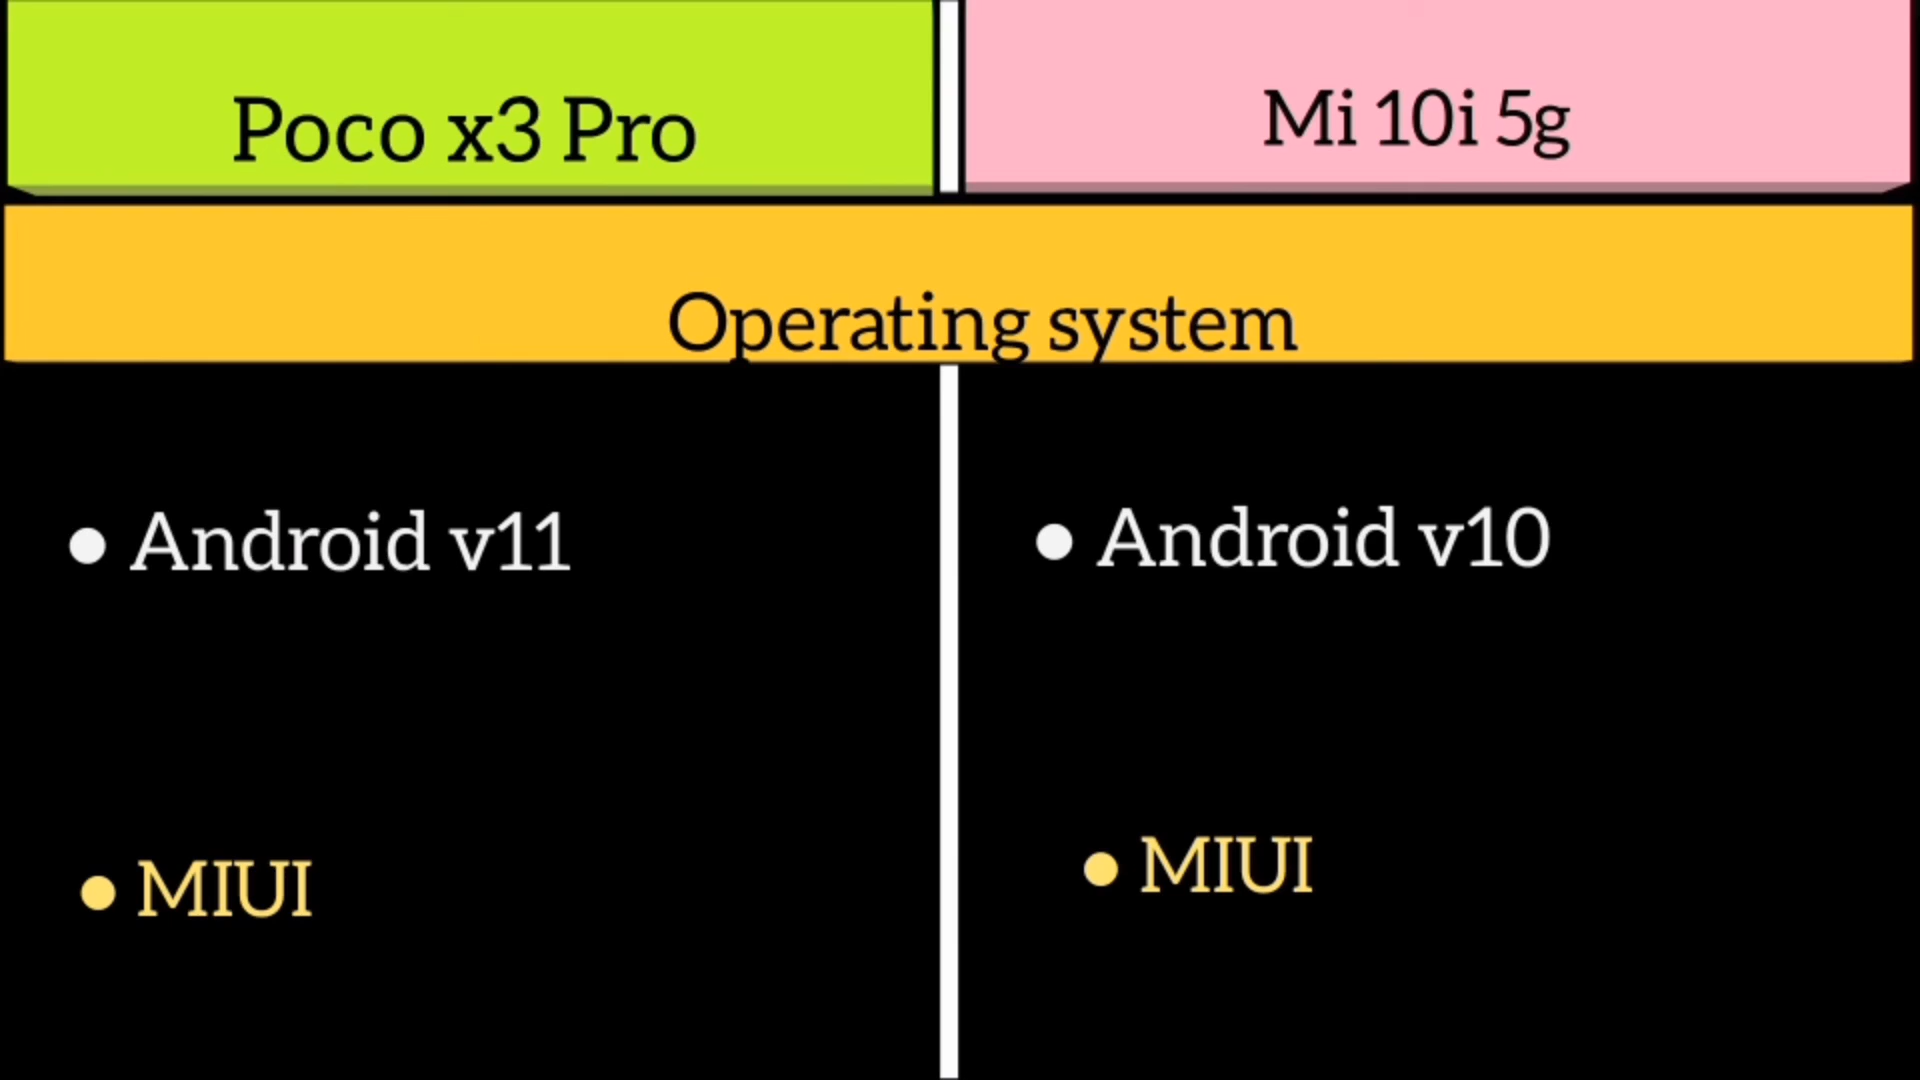 Poco x3 Pro
Mi 10i 5g
Operating system
• Android v11
• Android v10
• MIUI
• MIUI